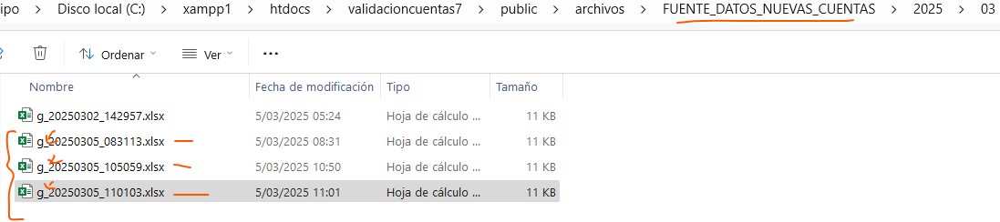 ipo > Disco local (C:) > xampp1 > htdocs > validacioncuentas7 > public > archivos > FUENTE_DATOS_NUEVAS_CUENTAS > 2025 > 03
Ordenar Ver ...
Nombre Fecha de modificación Tipo Tamaño
g_20250302_142957.xlsx 5/03/2025 05:24 Hoja de cálculo ... 11 KB
g_20250305_083113.xlsx 5/03/2025 08:31 Hoja de cálculo ... 11 KB
g_20250305_105059.xlsx 5/03/2025 10:50 Hoja de cálculo ... 11 KB
g_20250305_110103.xlsx 5/03/2025 11:01 Hoja de cálculo ... 11 KB